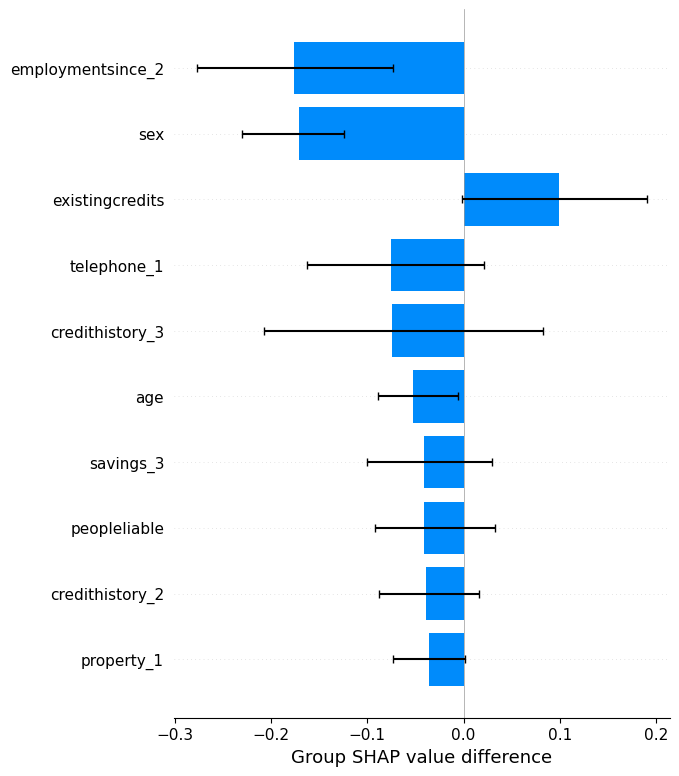 employmentsince_2
sex
existingcredits
telephone_1
credithistory_3
age
savings_3
peopleliable
credithistory_2
property_1
−0.3 −0.2 −0.1 0.0 0.1 0.2
Group SHAP value difference